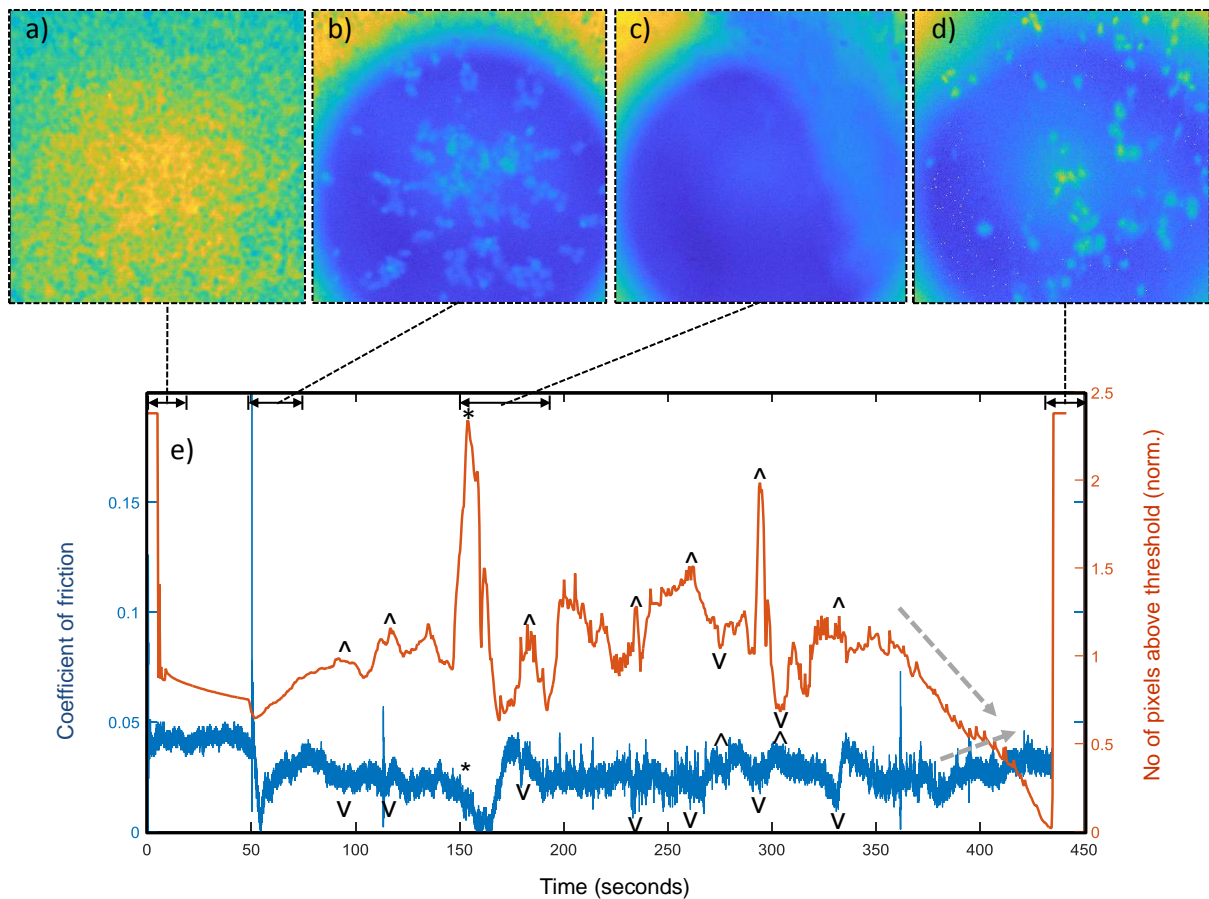 a)
b)
c)
d)
e)
*
^
^
^
^
^
^
^
v
v
*
^
^
v
v
v
v
v
v
v
Coefficient of friction
0.15
0.1
0.05
0
No of pixels above threshold (norm.)
2.5
2
1.5
1
0.5
0
0 50 100 150 200 250 300 350 400 450
Time (seconds)